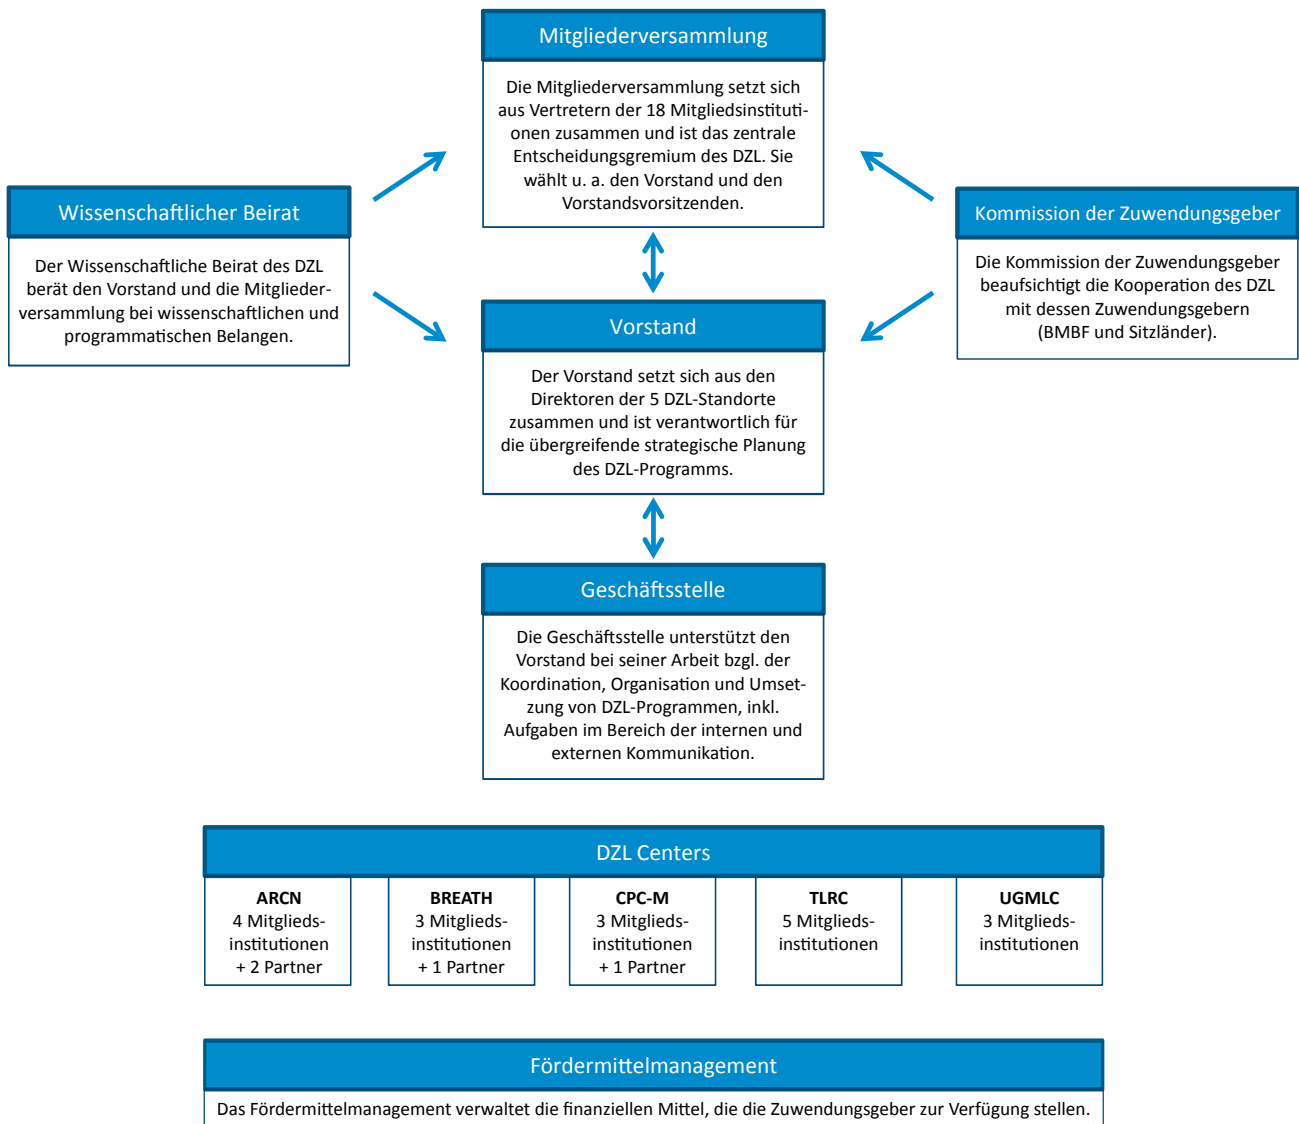 Mitgliederversammlung
Die Mitgliederversammlung setzt sich
aus Vertretern der 18 Mitgliedsinstituti-
onen zusammen und ist das zentrale
Entscheidungsgremium des DZL. Sie
wählt u. a. den Vorstand und den
Vorstandsvorsitzenden.
Wissenschaftlicher Beirat
Der Wissenschaftliche Beirat des DZL
berät den Vorstand und die Mitglieder-
versammlung bei wissenschaftlichen und
programmatischen Belangen.
Kommission der Zuwendungsgeber
Die Kommission der Zuwendungsgeber
beaufsichtigt die Kooperation des DZL
mit dessen Zuwendungsgebern
(BMBF und Sitzländer).
Vorstand
Der Vorstand setzt sich aus den
Direktoren der 5 DZL-Standorte
zusammen und ist verantwortlich für
die übergreifende strategische Planung
des DZL-Programms.
Geschäftsstelle
Die Geschäftsstelle unterstützt den
Vorstand bei seiner Arbeit bzgl. der
Koordination, Organisation und Umset-
zung von DZL-Programmen, inkl.
Aufgaben im Bereich der internen und
externen Kommunikation.
DZL Centers
ARCN
4 Mitglieds-
institutionen
+ 2 Partner
BREATH
3 Mitglieds-
institutionen
+ 1 Partner
CPC-M
3 Mitglieds-
institutionen
+ 1 Partner
TLRC
5 Mitglieds-
institutionen
UGMLC
3 Mitglieds-
institutionen
Fördermittelmanagement
Das Fördermittelmanagement verwaltet die finanziellen Mittel, die die Zuwendungsgeber zur Verfügung stellen.